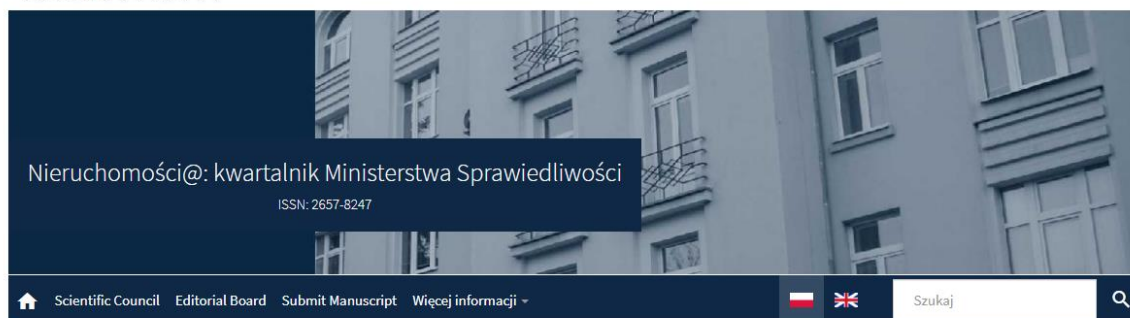 Nieruchomości@: kwartalnik Ministerstwa Sprawiedliwości
ISSN: 2657-8247
Scientific Council Editorial Board Submit Manuscript Więcej informacji Szukaj